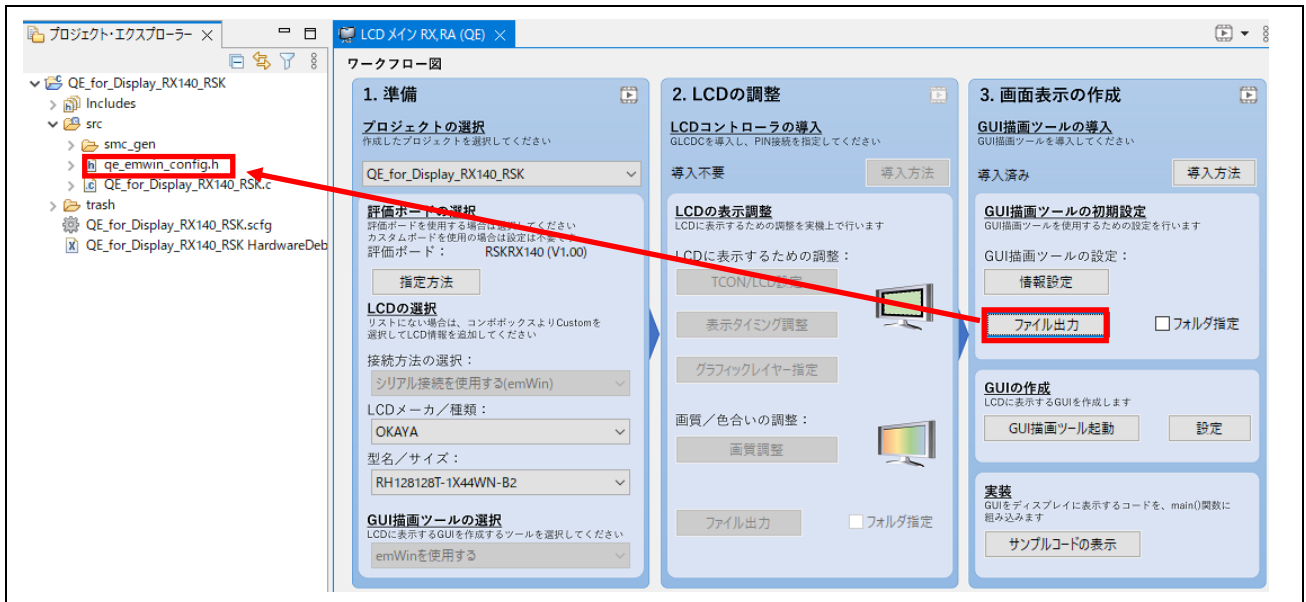 プロジェクト・エクスプローラー
QE_for_Display_RX140_RSK
Includes
src
smc_gen
qe_emwin_config.h
QE_for_Display_RX140_RSK.c
trash
QE_for_Display_RX140_RSK.scfg
QE_for_Display_RX140_RSK HardwareDeb
LCD メイン RX,RA (QE)
ワークフロー図
1. 準備
プロジェクトの選択
作成したプロジェクトを選択してください
QE_for_Display_RX140_RSK
評価ボードの選択
評価ボードを使用する場合は選択してください
カスタムボードを使用の場合は設定は不要です
評価ボード： RSKRX140 (V1.00)
指定方法
LCDの選択
リストにない場合は、コンボボックスよりCustomを
選択してLCD情報を追加してください
接続方法の選択：
シリアル接続を使用する(emWin)
LCDメーカ／種類：
OKAYA
型名／サイズ：
RH128128T-1X44WN-B2
GUI描画ツールの選択
LCDに表示するGUIを作成するツールを選択してください
emWinを使用する
2. LCDの調整
LCDコントローラの導入
GLCDCを導入し、PIN接続を指定してください
導入不要 導入方法
LCDの表示調整
LCDに表示するための調整を実機上で行います
LCDに表示するための調整：
TCON/LCD設定
表示タイミング調整
グラフィックレイヤー指定
画質／色合いの調整：
画質調整
ファイル出力 フォルダ指定
3. 画面表示の作成
GUI描画ツールの導入
GUI描画ツールを導入してください
導入済み 導入方法
GUI描画ツールの初期設定
GUI描画ツールを使用するための設定を行います
GUI描画ツールの設定：
情報設定
ファイル出力 フォルダ指定
GUIの作成
LCDに表示するGUIを作成します
GUI描画ツール起動 設定
実装
GUIをディスプレイに表示するコードを、main()関数に
組み込みます
サンプルコードの表示